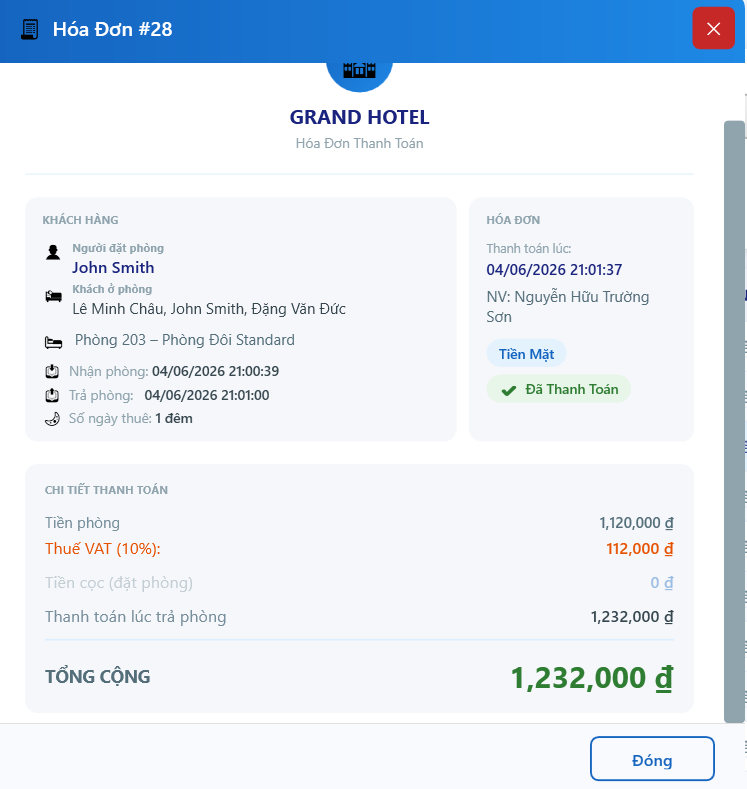 Hóa Đơn #28
GRAND HOTEL
Hóa Đơn Thanh Toán
KHÁCH HÀNG
Người đặt phòng
John Smith
Khách ở phòng
Lê Minh Châu, John Smith, Đặng Văn Đức
Phòng 203 – Phòng Đôi Standard
Nhận phòng: 04/06/2026 21:00:39
Trả phòng: 04/06/2026 21:01:00
Số ngày thuê: 1 đêm
HÓA ĐƠN
Thanh toán lúc:
04/06/2026 21:01:37
NV: Nguyễn Hữu Trường
Sơn
Tiền Mặt
Đã Thanh Toán
CHI TIẾT THANH TOÁN
Tiền phòng 1,120,000 ₫
Thuế VAT (10%): 112,000 ₫
Tiền cọc (đặt phòng) 0 ₫
Thanh toán lúc trả phòng 1,232,000 ₫
TỔNG CỘNG 1,232,000 ₫
Đóng